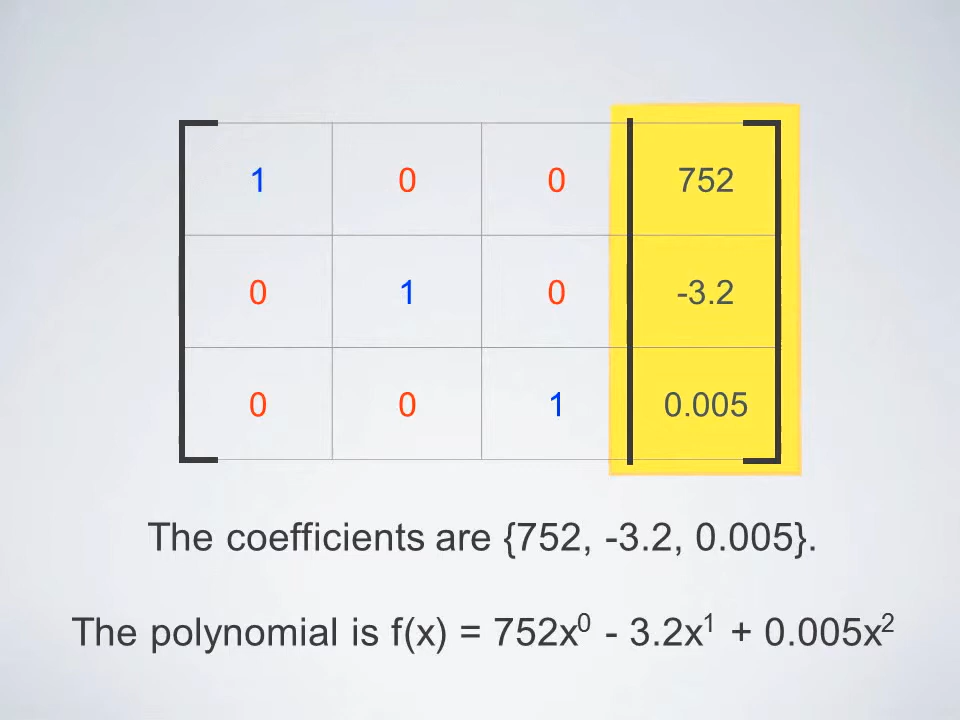 1 0 0 752
0 1 0 -3.2
0 0 1 0.005
The coefficients are {752, -3.2, 0.005}.
The polynomial is f(x) = 752x⁰ - 3.2x¹ + 0.005x²